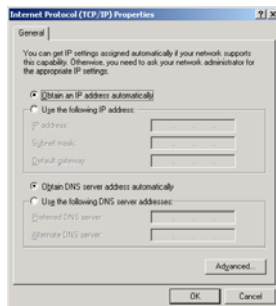 Internet Protocol (TCP/IP) Properties
General
You can get IP settings assigned automatically if your network supports
this capability. Otherwise, you need to ask your network administrator for
the appropriate IP settings.
Obtain an IP address automatically
Use the following IP address:
IP address:
Subnet mask:
Default gateway:
Obtain DNS server address automatically
Use the following DNS server addresses:
Preferred DNS server:
Alternate DNS server:
Advanced...
OK
Cancel